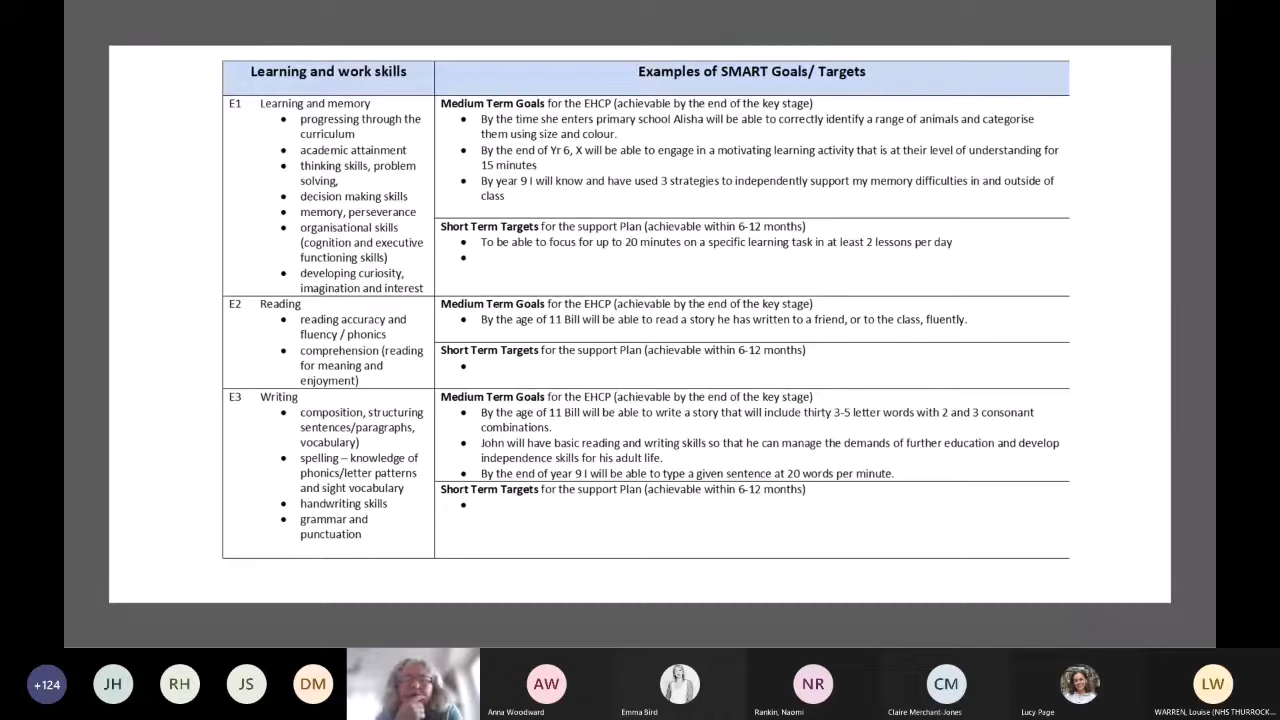 Learning and work skills
Examples of SMART Goals/ Targets
E1 Learning and memory
• progressing through the
curriculum
• academic attainment
• thinking skills, problem
solving,
• decision making skills
• memory, perseverance
• organisational skills
(cognition and executive
functioning skills)
• developing curiosity,
imagination and interest
Medium Term Goals for the EHCP (achievable by the end of the key stage)
• By the time she enters primary school Alisha will be able to correctly identify a range of animals and categorise
them using size and colour.
• By the end of Yr 6, X will be able to engage in a motivating learning activity that is at their level of understanding for
15 minutes
• By year 9 I will know and have used 3 strategies to independently support my memory difficulties in and outside of
class
Short Term Targets for the support Plan (achievable within 6-12 months)
• To be able to focus for up to 20 minutes on a specific learning task in at least 2 lessons per day
•
E2 Reading
• reading accuracy and
fluency / phonics
• comprehension (reading
for meaning and
enjoyment)
Medium Term Goals for the EHCP (achievable by the end of the key stage)
• By the age of 11 Bill will be able to read a story he has written to a friend, or to the class, fluently.
Short Term Targets for the support Plan (achievable within 6-12 months)
•
E3 Writing
• composition, structuring
sentences/paragraphs,
vocabulary)
• spelling – knowledge of
phonics/letter patterns
and sight vocabulary
• handwriting skills
• grammar and
punctuation
Medium Term Goals for the EHCP (achievable by the end of the key stage)
• By the age of 11 Bill will be able to write a story that will include thirty 3-5 letter words with 2 and 3 consonant
combinations.
• John will have basic reading and writing skills so that he can manage the demands of further education and develop
independence skills for his adult life.
• By the end of year 9 I will be able to type a given sentence at 20 words per minute.
Short Term Targets for the support Plan (achievable within 6-12 months)
•
+124 JH RH JS DM AW NR CM LW
Anna Woodward Emma Bird Rankin, Naomi Claire Merchant-Jones Lucy Page WARREN, Louise (NHS THURROCK...